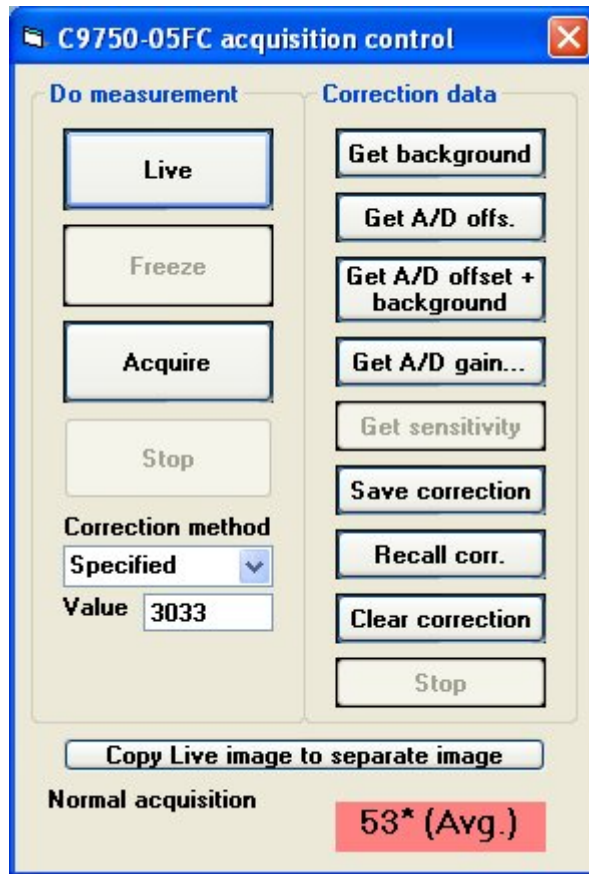 C9750-05FC acquisition control
Do measurement
Live
Freeze
Acquire
Stop
Correction method
Specified
Value 3033
Correction data
Get background
Get A/D offs.
Get A/D offset +
background
Get A/D gain...
Get sensitivity
Save correction
Recall corr.
Clear correction
Stop
Copy Live image to separate image
Normal acquisition
53* (Avg.)